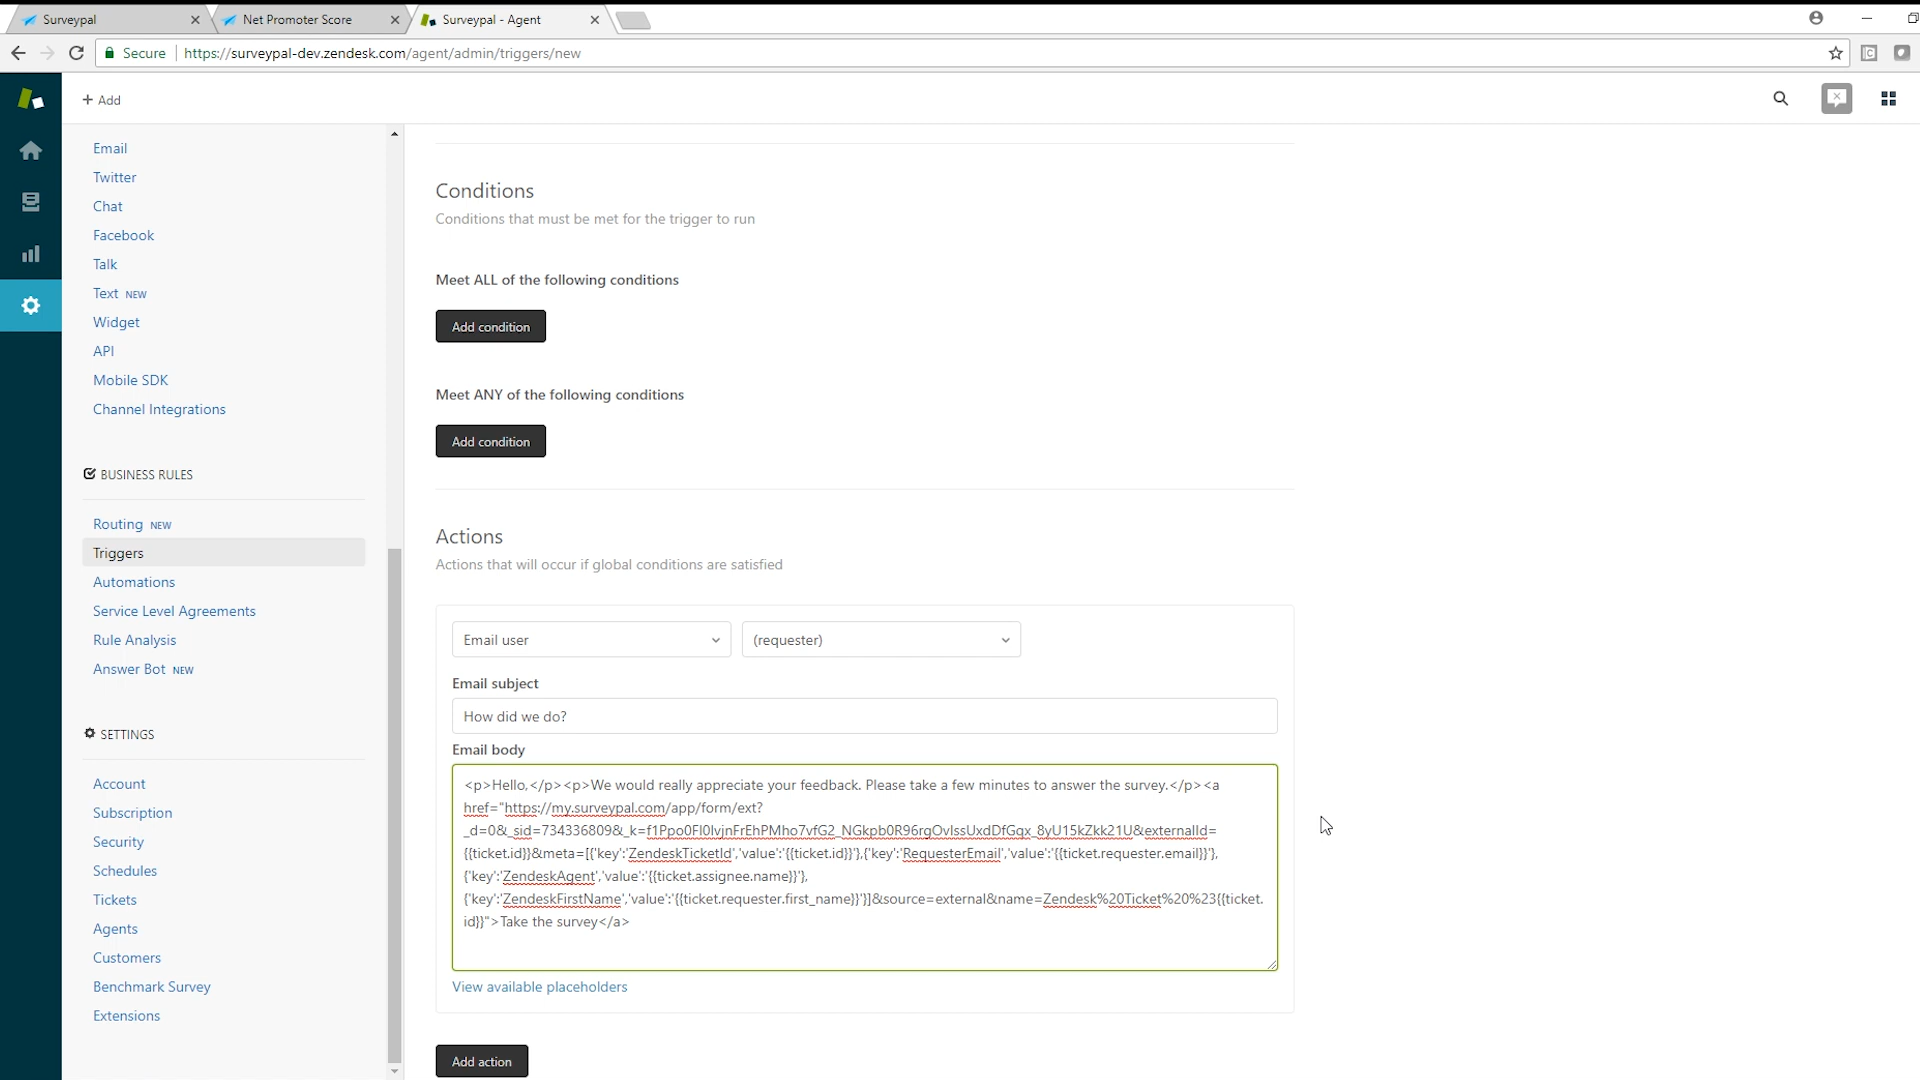 Surveypal
Net Promoter Score
Surveypal - Agent
Secure
https://surveypal-dev.zendesk.com/agent/admin/triggers/new
+ Add
Email
Twitter
Chat
Facebook
Talk
Text NEW
Widget
API
Mobile SDK
Channel Integrations
BUSINESS RULES
Routing NEW
Triggers
Automations
Service Level Agreements
Rule Analysis
Answer Bot NEW
SETTINGS
Account
Subscription
Security
Schedules
Tickets
Agents
Customers
Benchmark Survey
Extensions
Conditions
Conditions that must be met for the trigger to run
Meet ALL of the following conditions
Add condition
Meet ANY of the following conditions
Add condition
Actions
Actions that will occur if global conditions are satisfied
Email user
(requester)
Email subject
How did we do?
Email body
<p>Hello,</p><p>We would really appreciate your feedback. Please take a few minutes to answer the survey.</p><a
href="https://my.surveypal.com/app/form/ext?
_d=0&_sid=734336809&_k=f1Ppo0FI0IvjnFrEhPMho7vfG2_NGkpb0R96rgOvIssUxdDfGqx_8yU15kZkk21U&externalId=
{{ticket.id}}&meta=[{'key':'ZendeskTicketId','value':'{{ticket.id}}'},{'key':'RequesterEmail','value':'{{ticket.requester.email}}'},
{'key':'ZendeskAgent','value':'{{ticket.assignee.name}}'},
{'key':'ZendeskFirstName','value':'{{ticket.requester.first_name}}'}]&source=external&name=Zendesk%20Ticket%20%23{{ticket.
id}}">Take the survey</a>
View available placeholders
Add action